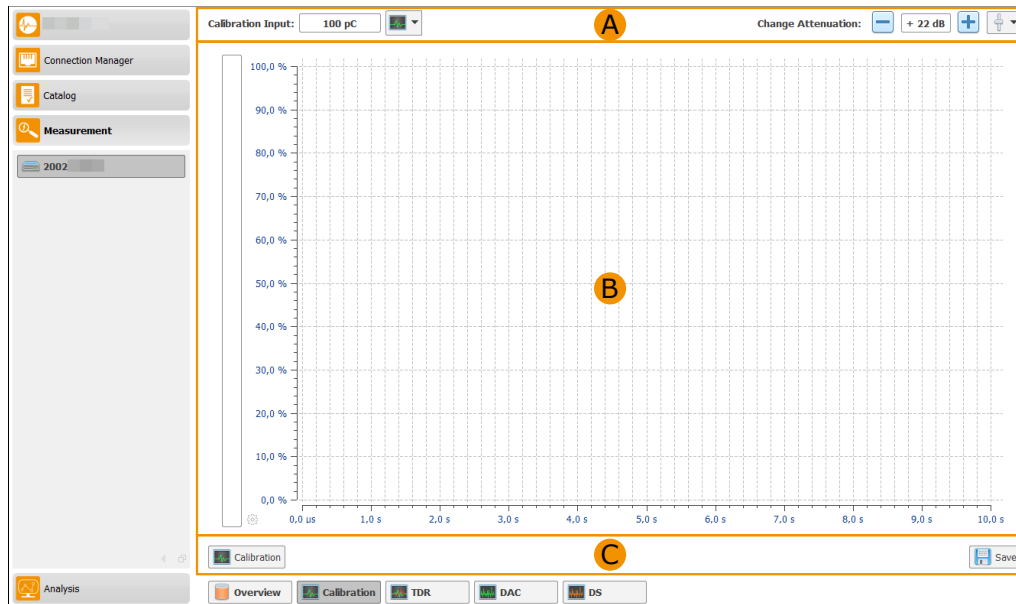 Calibration Input: 100 pC A Change Attenuation: + 22 dB
Connection Manager
Catalog
Measurement
2002
100,0 %
90,0 %
80,0 %
70,0 %
60,0 %
50,0 %
B
40,0 %
30,0 %
20,0 %
10,0 %
0,0 %
0,0 us 1,0 s 2,0 s 3,0 s 4,0 s 5,0 s 6,0 s 7,0 s 8,0 s 9,0 s 10,0 s
Calibration C Save
Analysis
Overview Calibration TDR DAC DS